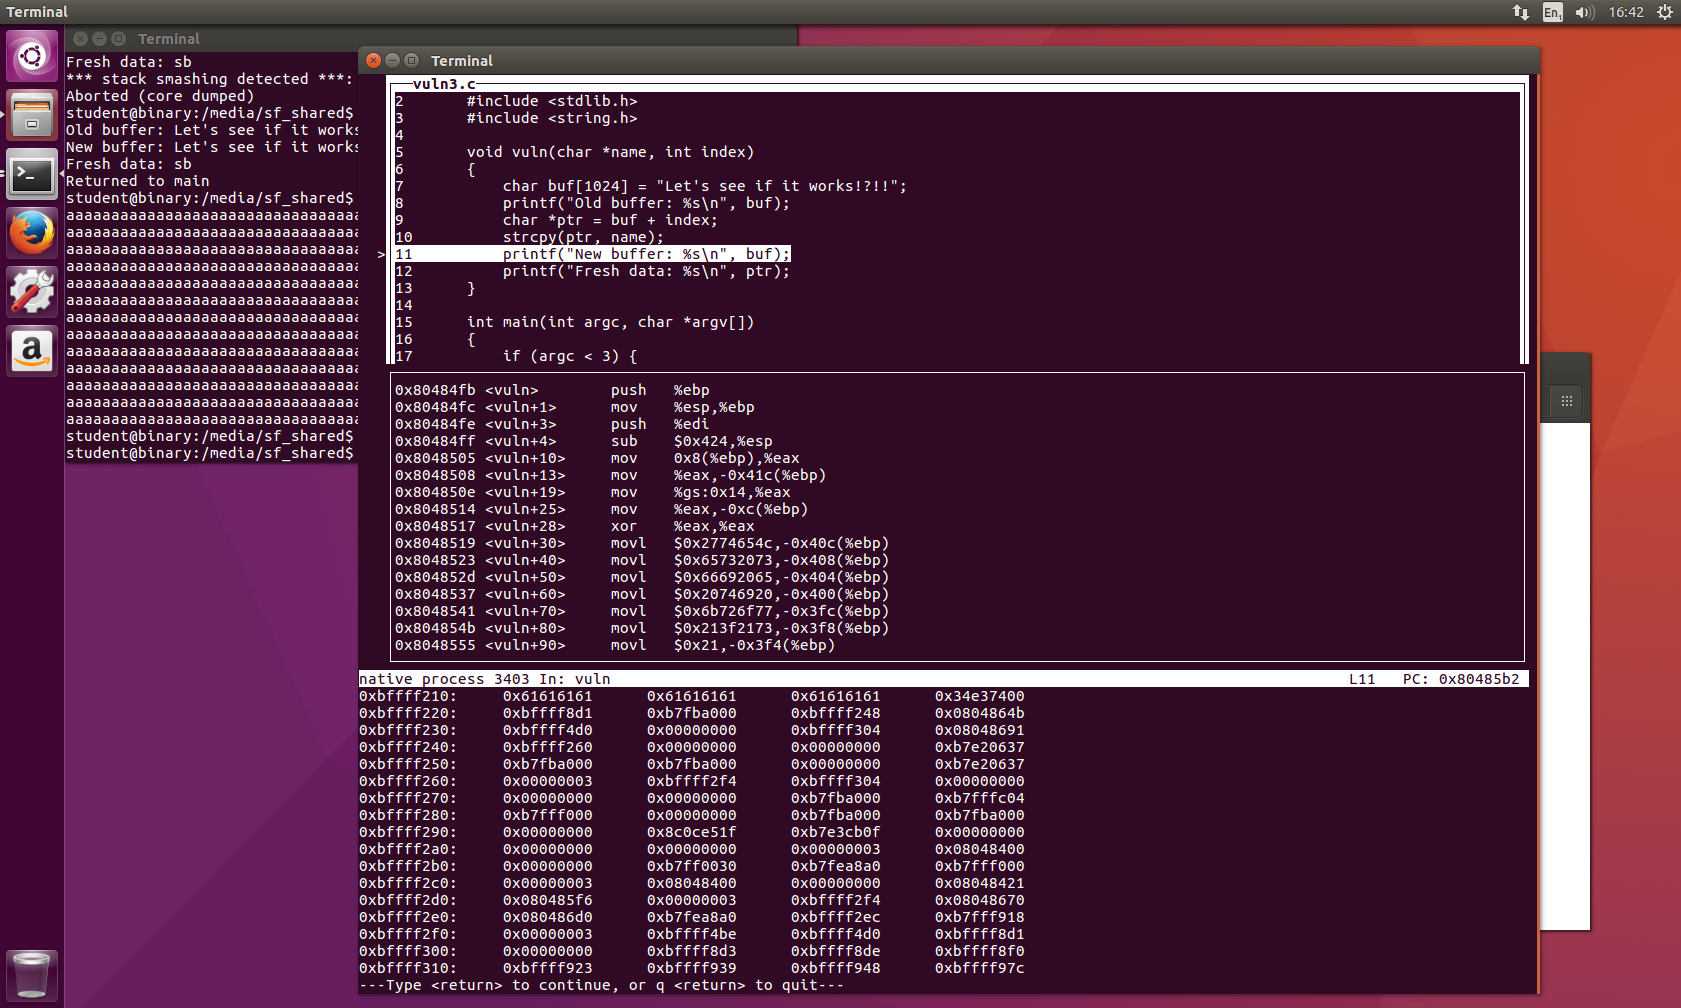 Terminal
En1
16:42
Terminal
Fresh data: sb
*** stack smashing detected ***:
Aborted (core dumped)
student@binary:/media/sf_shared$
Old buffer: Let's see if it works
New buffer: Let's see if it works
Fresh data: sb
Returned to main
student@binary:/media/sf_shared$
aaaaaaaaaaaaaaaaaaaaaaaaaaaaaaaaa
aaaaaaaaaaaaaaaaaaaaaaaaaaaaaaaaa
aaaaaaaaaaaaaaaaaaaaaaaaaaaaaaaaa
aaaaaaaaaaaaaaaaaaaaaaaaaaaaaaaaa
aaaaaaaaaaaaaaaaaaaaaaaaaaaaaaaaa
aaaaaaaaaaaaaaaaaaaaaaaaaaaaaaaaa
aaaaaaaaaaaaaaaaaaaaaaaaaaaaaaaaa
aaaaaaaaaaaaaaaaaaaaaaaaaaaaaaaaa
aaaaaaaaaaaaaaaaaaaaaaaaaaaaaaaaa
aaaaaaaaaaaaaaaaaaaaaaaaaaaaaaaaa
aaaaaaaaaaaaaaaaaaaaaaaaaaaaaaaaa
aaaaaaaaaaaaaaaaaaaaaaaaaaaaaaaaa
aaaaaaaaaaaaaaaaaaaaaaaaaaaaaaaaa
student@binary:/media/sf_shared$
student@binary:/media/sf_shared$
Terminal
vuln3.c
2 #include <stdlib.h>
3 #include <string.h>
4
5 void vuln(char *name, int index)
6 {
7 char buf[1024] = "Let's see if it works!?!!";
8 printf("Old buffer: %s\n", buf);
9 char *ptr = buf + index;
10 strcpy(ptr, name);
>11 printf("New buffer: %s\n", buf);
12 printf("Fresh data: %s\n", ptr);
13 }
14
15 int main(int argc, char *argv[])
16 {
17 if (argc < 3) {
0x80484fb <vuln> push %ebp
0x80484fc <vuln+1> mov %esp,%ebp
0x80484fe <vuln+3> push %edi
0x80484ff <vuln+4> sub $0x424,%esp
0x8048505 <vuln+10> mov 0x8(%ebp),%eax
0x8048508 <vuln+13> mov %eax,-0x41c(%ebp)
0x804850e <vuln+19> mov %gs:0x14,%eax
0x8048514 <vuln+25> mov %eax,-0xc(%ebp)
0x8048517 <vuln+28> xor %eax,%eax
0x8048519 <vuln+30> movl $0x2774654c,-0x40c(%ebp)
0x8048523 <vuln+40> movl $0x65732073,-0x408(%ebp)
0x804852d <vuln+50> movl $0x66692065,-0x404(%ebp)
0x8048537 <vuln+60> movl $0x20746920,-0x400(%ebp)
0x8048541 <vuln+70> movl $0x6b726f77,-0x3fc(%ebp)
0x804854b <vuln+80> movl $0x213f2173,-0x3f8(%ebp)
0x8048555 <vuln+90> movl $0x21,-0x3f4(%ebp)
native process 3403 In: vuln L11 PC: 0x80485b2
0xbffff210: 0x61616161 0x61616161 0x61616161 0x34e37400
0xbffff220: 0xbffff8d1 0xb7fba000 0xbffff248 0x0804864b
0xbffff230: 0xbffff4d0 0x00000000 0xbffff304 0x08048691
0xbffff240: 0xbffff260 0x00000000 0x00000000 0xb7e20637
0xbffff250: 0xb7fba000 0xb7fba000 0x00000000 0xb7e20637
0xbffff260: 0x00000003 0xbffff2f4 0xbffff304 0x00000000
0xbffff270: 0x00000000 0x00000000 0xb7fba000 0xb7fffc04
0xbffff280: 0xb7fff000 0x00000000 0xb7fba000 0xb7fba000
0xbffff290: 0x00000000 0x8c0ce51f 0xb7e3cb0f 0x00000000
0xbffff2a0: 0x00000000 0x00000000 0x00000003 0x08048400
0xbffff2b0: 0x00000000 0xb7ff0030 0xb7fea8a0 0xb7fff000
0xbffff2c0: 0x00000003 0x08048400 0x00000000 0x08048421
0xbffff2d0: 0x080485f6 0x00000003 0xbffff2f4 0x08048670
0xbffff2e0: 0x080486d0 0xb7fea8a0 0xbffff2ec 0xb7fff918
0xbffff2f0: 0x00000003 0xbffff4be 0xbffff4d0 0xbffff8d1
0xbffff300: 0x00000000 0xbffff8d3 0xbffff8de 0xbffff8f0
0xbffff310: 0xbffff923 0xbffff939 0xbffff948 0xbffff97c
---Type <return> to continue, or q <return> to quit---